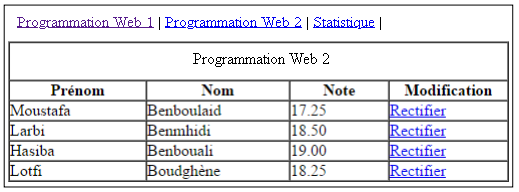 Programmation Web 1 | Programmation Web 2 | Statistique |
Programmation Web 2
Prénom Nom Note Modification
Moustafa Benboulaid 17.25 Rectifier
Larbi Benmhidi 18.50 Rectifier
Hasiba Benbouali 19.00 Rectifier
Lotfi Boudghène 18.25 Rectifier